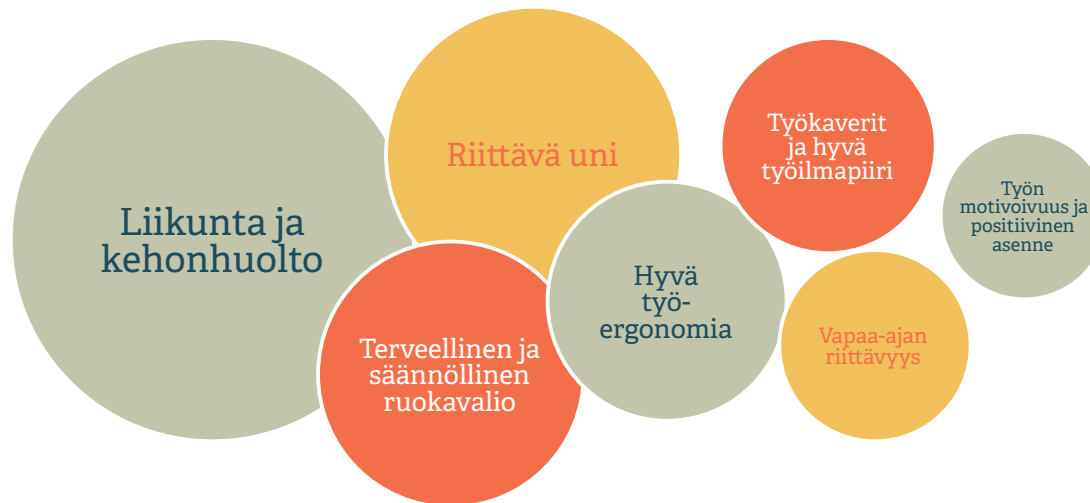 Liikunta ja
kehonhuolto
Riittävä uni
Terveellinen ja
säännöllinen
ruokavalio
Hyvä
työ-
ergonomia
Työkaverit
ja hyvä
työilmapiiri
Vapaa-ajan
riittävyys
Työn
motivoivuus ja
positiivinen
asenne